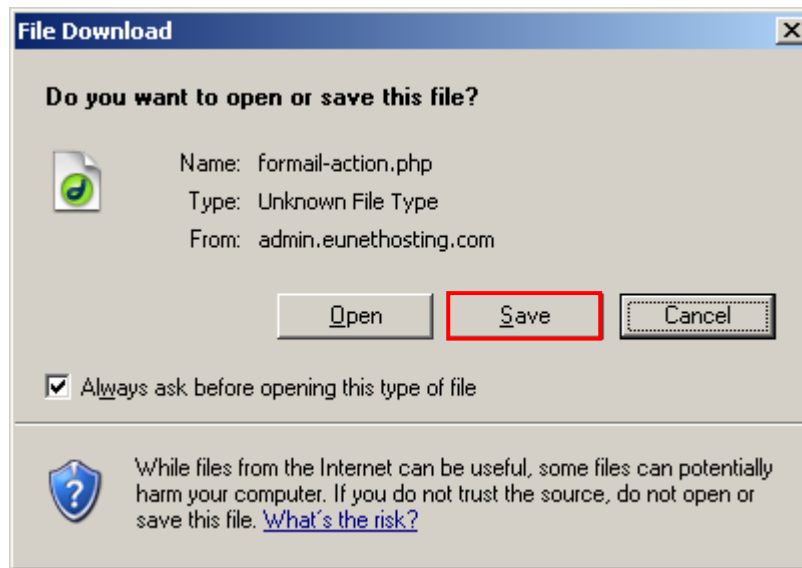 File Download
Do you want to open or save this file?
Name: formail-action.php
Type: Unknown File Type
From: admin.eunethosting.com
Open Save Cancel
Always ask before opening this type of file
While files from the Internet can be useful, some files can potentially
harm your computer. If you do not trust the source, do not open or
save this file. What's the risk?